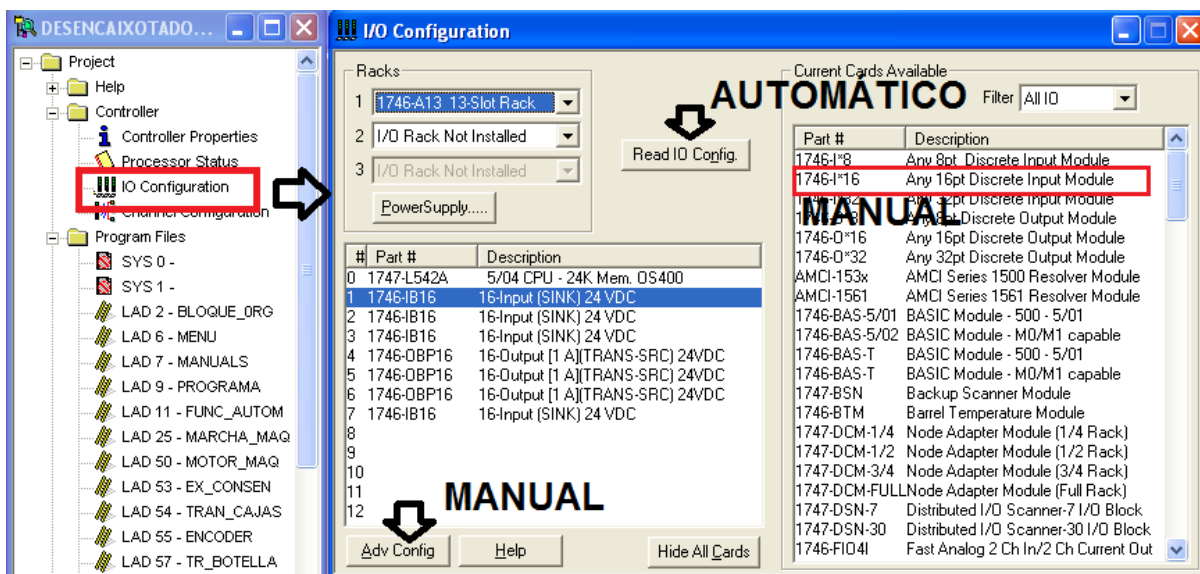 DESENCAIXOTADO...
Project
Help
Controller
Controller Properties
Processor Status
IO Configuration
Channel Configuration
Program Files
SYS 0 -
SYS 1 -
LAD 2 - BLOQUE_ORG
LAD 6 - MENU
LAD 7 - MANUALS
LAD 9 - PROGRAMA
LAD 11 - FUNC_AUTOM
LAD 25 - MARCHA_MAQ
LAD 50 - MOTOR_MAQ
LAD 53 - EX_CONSEN
LAD 54 - TRAN_CAJAS
LAD 55 - ENCODER
LAD 57 - TR_BOTELLA
I/O Configuration
Racks
1 1746-A13 13-Slot Rack
2 I/O Rack Not Installed
3 I/O Rack Not Installed
PowerSupply.....
AUTOMÁTICO
Read IO Config.
# Part # Description
0 1747-L542A 5/04 CPU - 24K Mem. OS400
1 1746-IB16 16-Input (SINK) 24 VDC
2 1746-IB16 16-Input (SINK) 24 VDC
3 1746-IB16 16-Input (SINK) 24 VDC
4 1746-OBP16 16-Output [1 A](TRANS-SRC) 24VDC
5 1746-OBP16 16-Output [1 A](TRANS-SRC) 24VDC
6 1746-OBP16 16-Output [1 A](TRANS-SRC) 24VDC
7 1746-IB16 16-Input (SINK) 24 VDC
8
9
10
11
12
MANUAL
Adv Config
Help
Hide All Cards
Current Cards Available
Filter All IO
Part # Description
1746-I*8 Any 8pt Discrete Input Module
1746-I*16 Any 16pt Discrete Input Module
1746-I*32 Any 32pt Discrete Input Module
MANUAL
1746-O*8 Any 8pt Discrete Output Module
1746-O*16 Any 16pt Discrete Output Module
1746-O*32 Any 32pt Discrete Output Module
AMCI-153x AMCI Series 1500 Resolver Module
AMCI-1561 AMCI Series 1561 Resolver Module
1746-BAS-5/01 BASIC Module - 500 - 5/01
1746-BAS-5/02 BASIC Module - M0/M1 capable
1746-BAS-T BASIC Module - 500 - 5/01
1746-BAS-T BASIC Module - M0/M1 capable
1747-BSN Backup Scanner Module
1746-BTM Barrel Temperature Module
1747-DCM-1/4 Node Adapter Module (1/4 Rack)
1747-DCM-1/2 Node Adapter Module (1/2 Rack)
1747-DCM-3/4 Node Adapter Module (3/4 Rack)
1747-DCM-FULL Node Adapter Module (Full Rack)
1747-DSN-7 Distributed I/O Scanner-7 I/O Block
1747-DSN-30 Distributed I/O Scanner-30 I/O Block
1746-FIO4I Fast Analog 2 Ch In/2 Ch Current Out